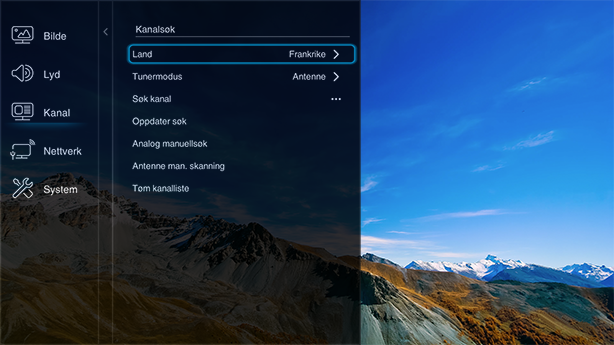 Bilde
Lyd
Kanal
Nettverk
System
Kanalsøk
Land Frankrike
Tunermodus Antenne
Søk kanal ...
Oppdater søk
Analog manuellsøk
Antenne man. skanning
Tøm kanalliste